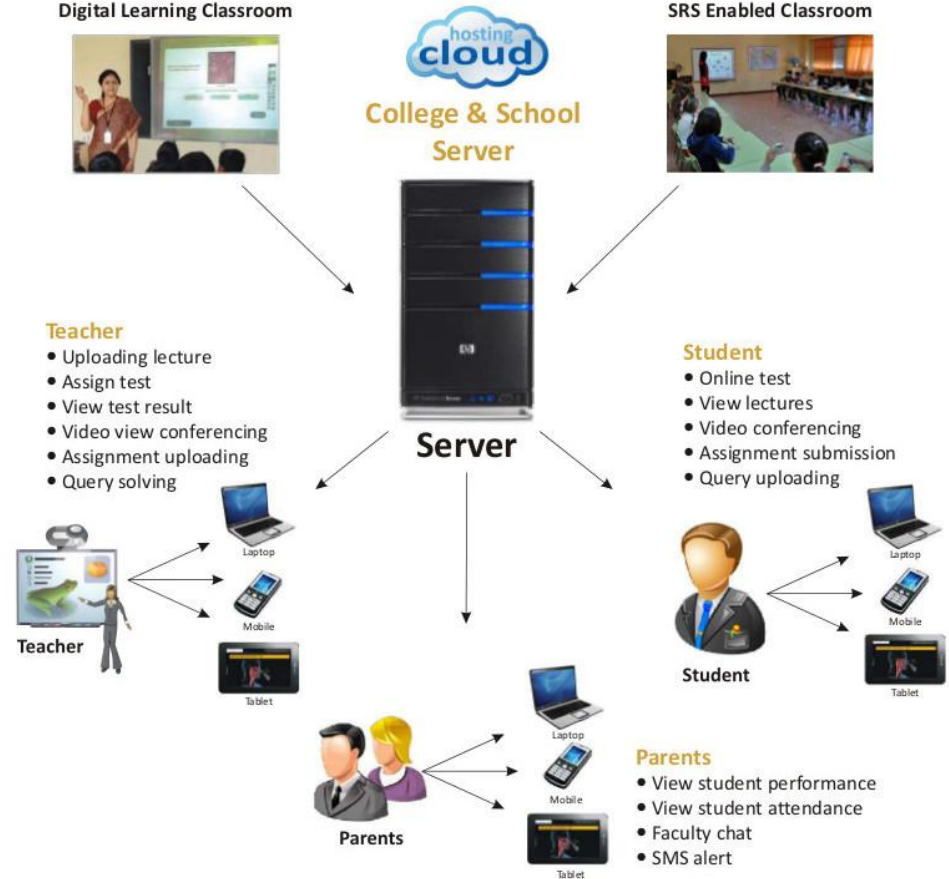 Digital Learning Classroom
SRS Enabled Classroom
hosting
cloud
College & School
Server
hp
Server
Teacher
• Uploading lecture
• Assign test
• View test result
• Video view conferencing
• Assignment uploading
• Query solving
Student
• Online test
• View lectures
• Video conferencing
• Assignment submission
• Query uploading
Laptop
Mobile
Tablet
Teacher
Laptop
Mobile
Tablet
Student
Laptop
Mobile
Tablet
Parents
Parents
• View student performance
• View student attendance
• Faculty chat
• SMS alert